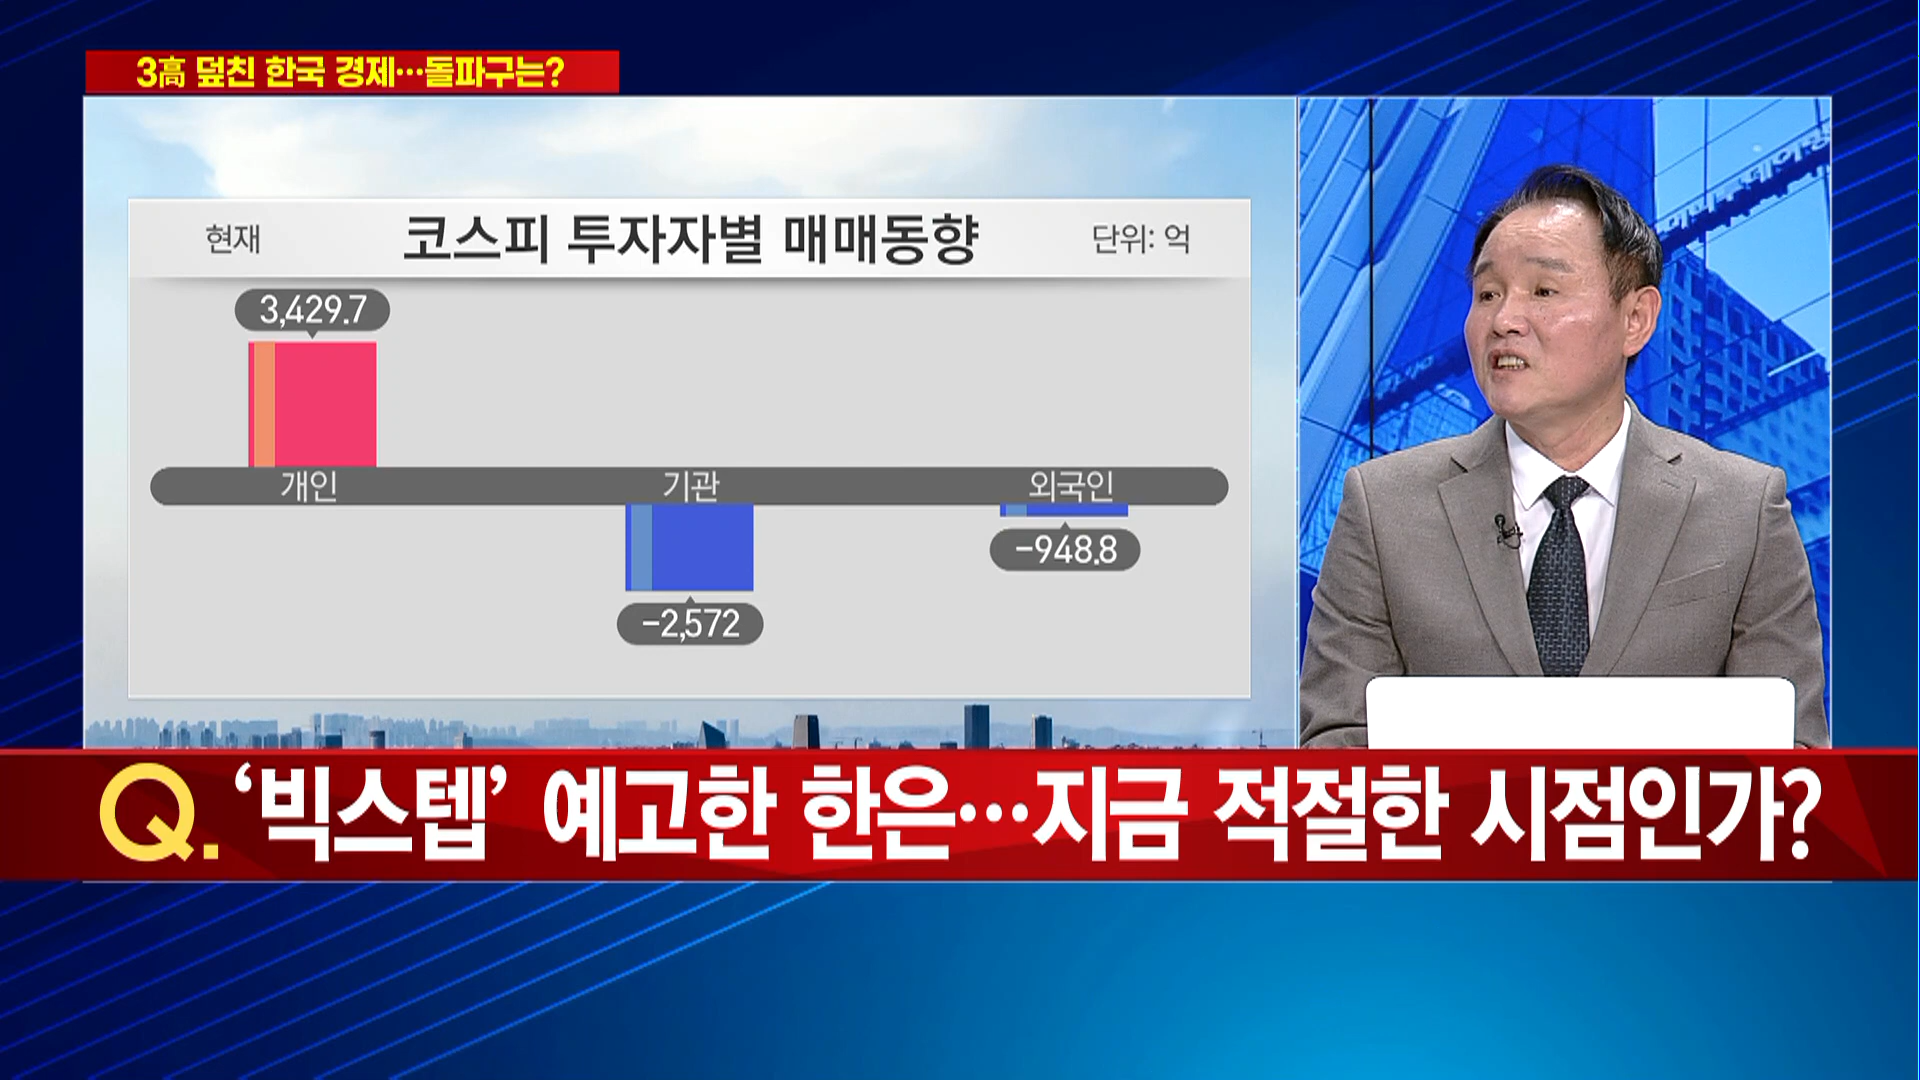 3高 덮친 한국 경제…돌파구는?
현재
코스피 투자자별 매매동향
단위: 억
3,429.7
개인
기관
외국인
-948.8
-2,572
Q. ‘빅스텝’ 예고한 한은…지금 적절한 시점인가?